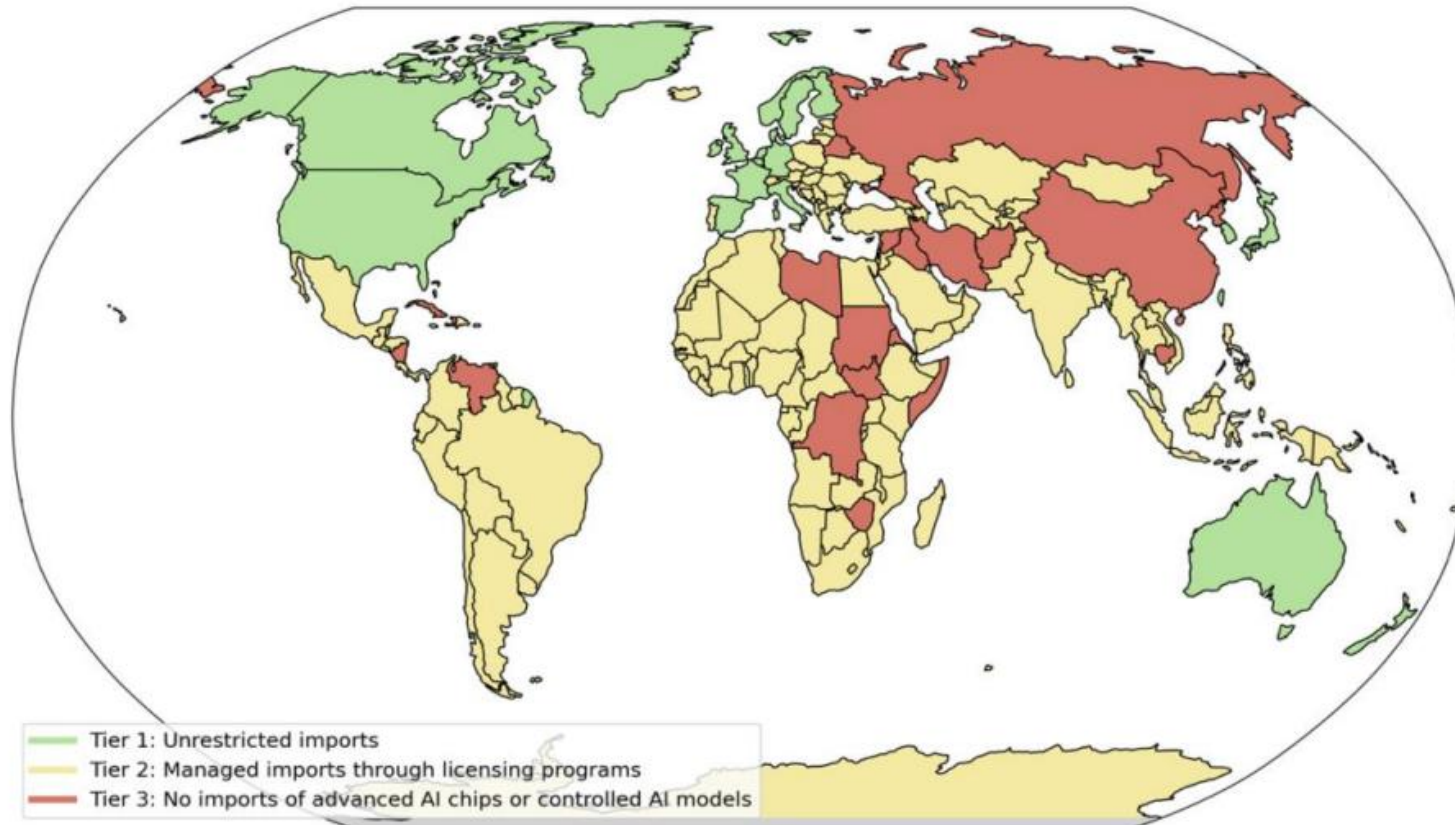 Tier 1: Unrestricted imports
Tier 2: Managed imports through licensing programs
Tier 3: No imports of advanced AI chips or controlled AI models